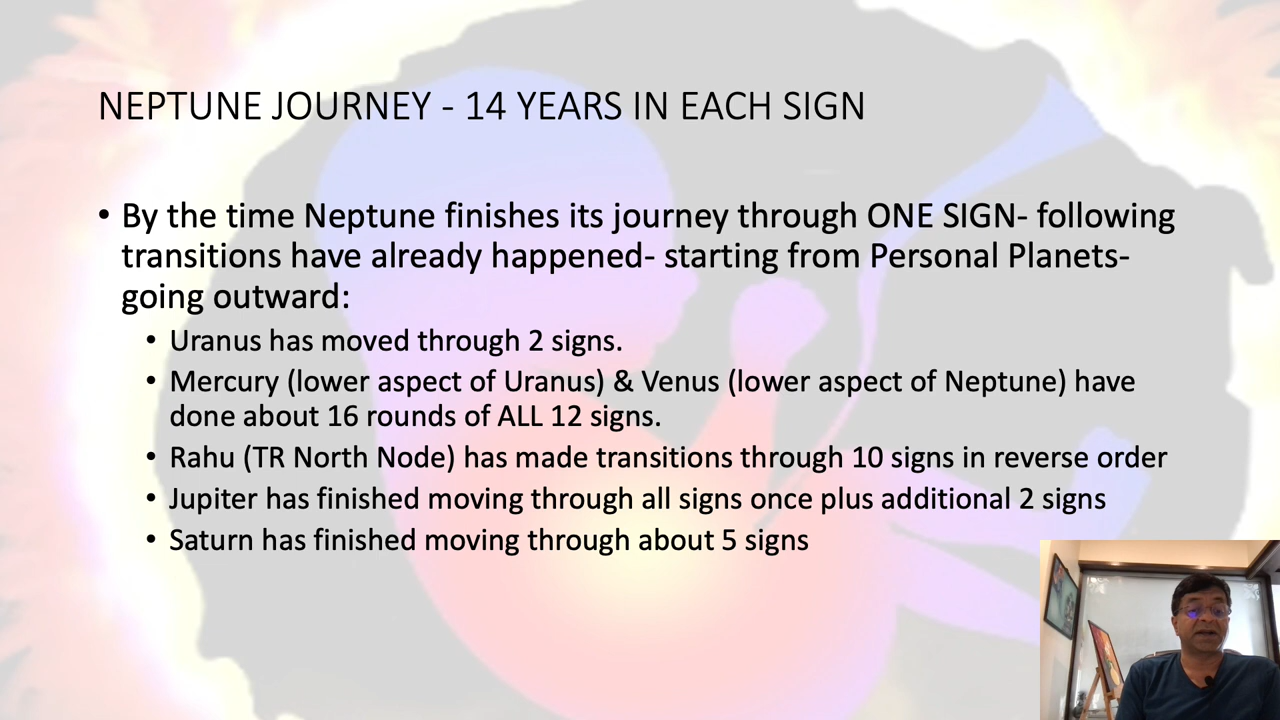 NEPTUNE JOURNEY - 14 YEARS IN EACH SIGN
• By the time Neptune finishes its journey through ONE SIGN- following
transitions have already happened- starting from Personal Planets-
going outward:
• Uranus has moved through 2 signs.
• Mercury (lower aspect of Uranus) & Venus (lower aspect of Neptune) have
done about 16 rounds of ALL 12 signs.
• Rahu (TR North Node) has made transitions through 10 signs in reverse order
• Jupiter has finished moving through all signs once plus additional 2 signs
• Saturn has finished moving through about 5 signs